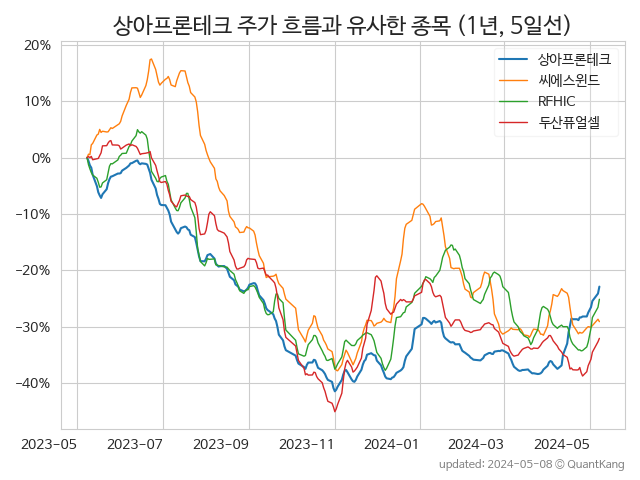 상아프론테크 주가 흐름과 유사한 종목 (1년, 5일선)
상아프론테크
씨에스윈드
RFHIC
두산퓨얼셀
20%
10%
0%
−10%
−20%
−30%
−40%
2023-05 2023-07 2023-09 2023-11 2024-01 2024-03 2024-05
updated: 2024-05-08 © QuantKang